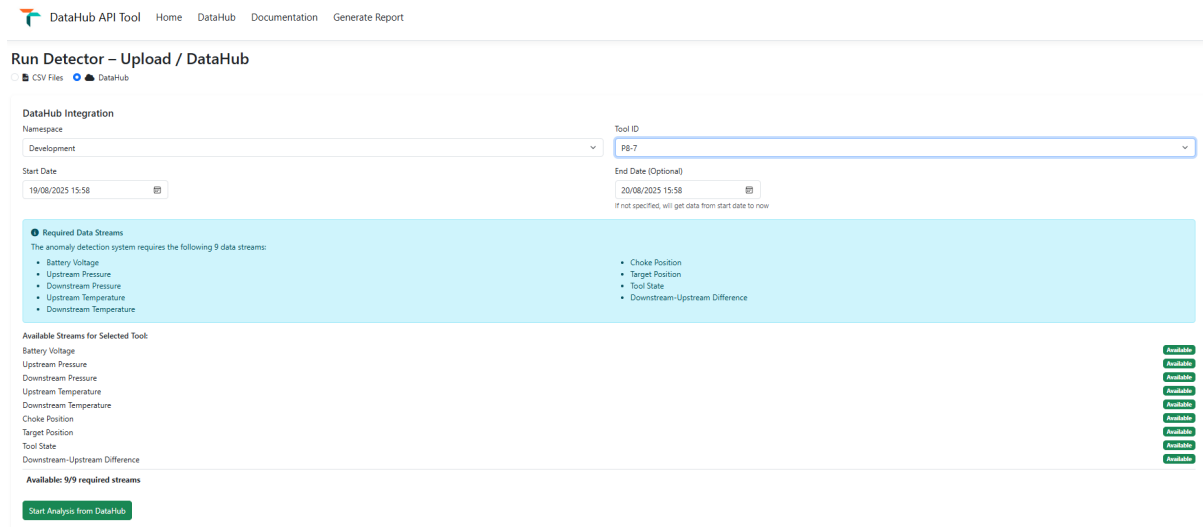 DataHub API Tool Home DataHub Documentation Generate Report
Run Detector – Upload / DataHub
CSV Files DataHub
DataHub Integration
Namespace Tool ID
Development P8-7
Start Date End Date (Optional)
19/08/2025 15:58 20/08/2025 15:58
If not specified, will get data from start date to now
Required Data Streams
The anomaly detection system requires the following 9 data streams:
Battery Voltage
Upstream Pressure
Downstream Pressure
Upstream Temperature
Downstream Temperature
Choke Position
Target Position
Tool State
Downstream-Upstream Difference
Available Streams for Selected Tool:
Battery Voltage Available
Upstream Pressure Available
Downstream Pressure Available
Upstream Temperature Available
Downstream Temperature Available
Choke Position Available
Target Position Available
Tool State Available
Downstream-Upstream Difference Available
Available: 9/9 required streams
Start Analysis from DataHub